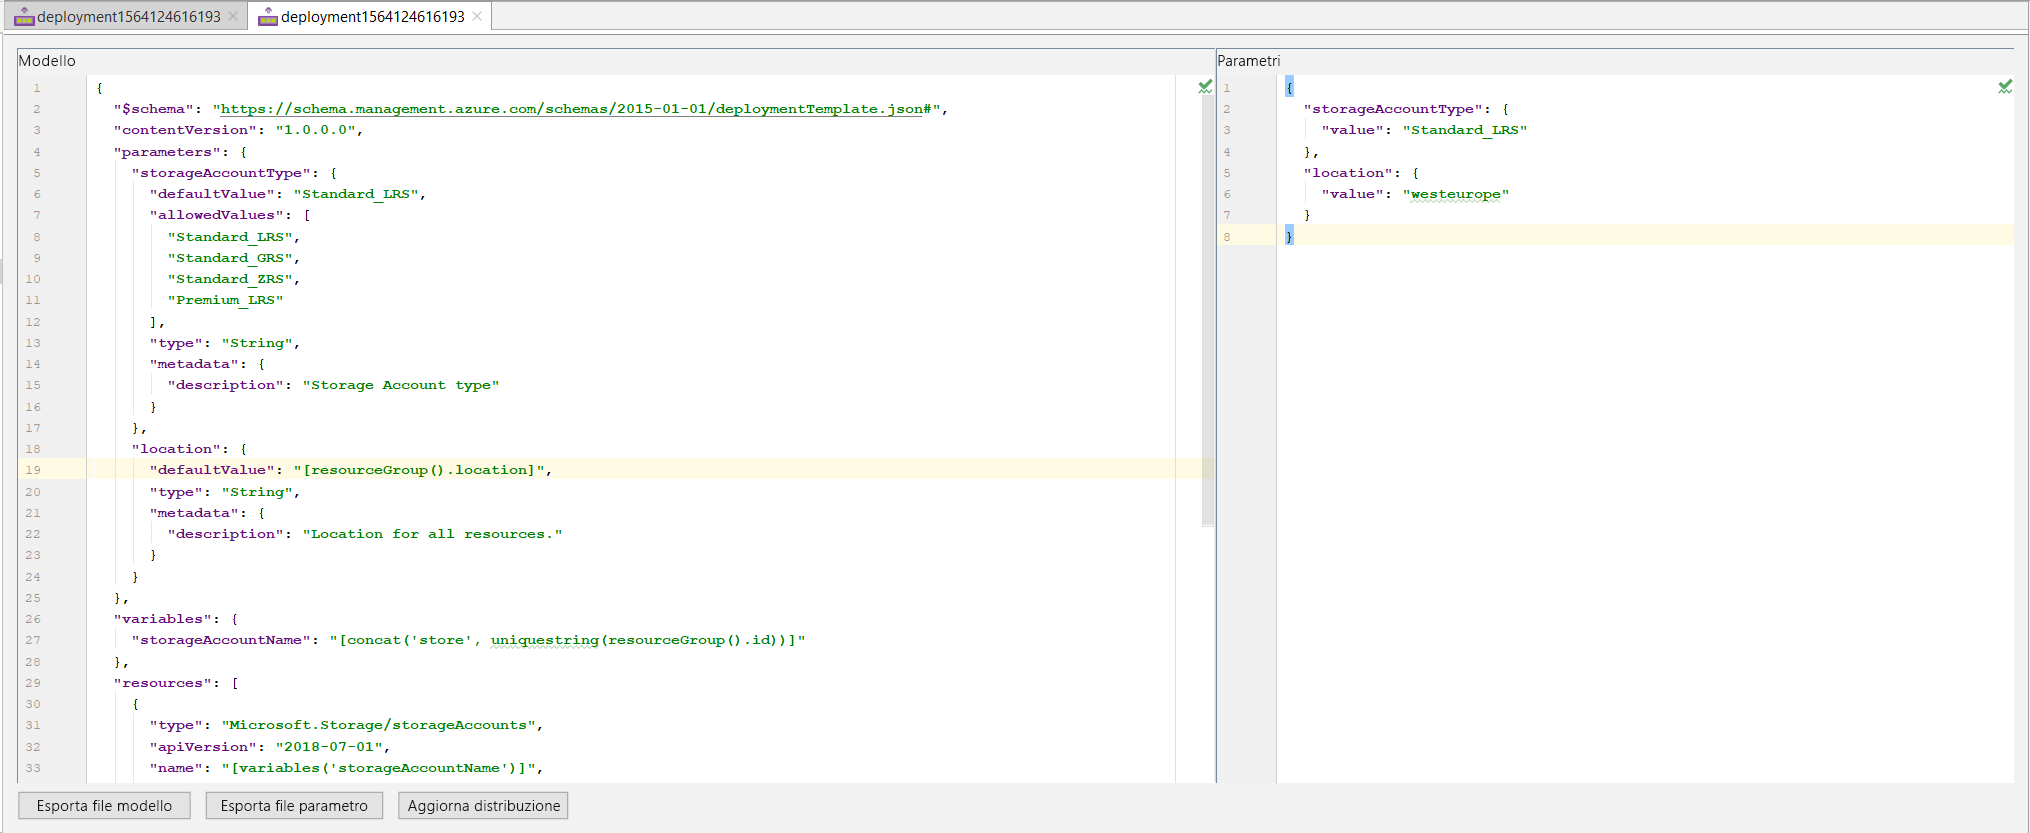 deployment1564124616193 deployment1564124616193
Modello
1 {
2 "$schema": "https://schema.management.azure.com/schemas/2015-01-01/deploymentTemplate.json#",
3 "contentVersion": "1.0.0.0",
4 "parameters": {
5 "storageAccountType": {
6 "defaultValue": "Standard_LRS",
7 "allowedValues": [
8 "Standard_LRS",
9 "Standard_GRS",
10 "Standard_ZRS",
11 "Premium_LRS"
12 ],
13 "type": "String",
14 "metadata": {
15 "description": "Storage Account type"
16 }
17 },
18 "location": {
19 "defaultValue": "[resourceGroup().location]",
20 "type": "String",
21 "metadata": {
22 "description": "Location for all resources."
23 }
24 }
25 },
26 "variables": {
27 "storageAccountName": "[concat('store', uniquestring(resourceGroup().id))]"
28 },
29 "resources": [
30 {
31 "type": "Microsoft.Storage/storageAccounts",
32 "apiVersion": "2018-07-01",
33 "name": "[variables('storageAccountName')]",
Parametri
1 {
2 "storageAccountType": {
3 "value": "Standard_LRS"
4 },
5 "location": {
6 "value": "westeurope"
7 }
8 }
Esporta file modello Esporta file parametro Aggiorna distribuzione